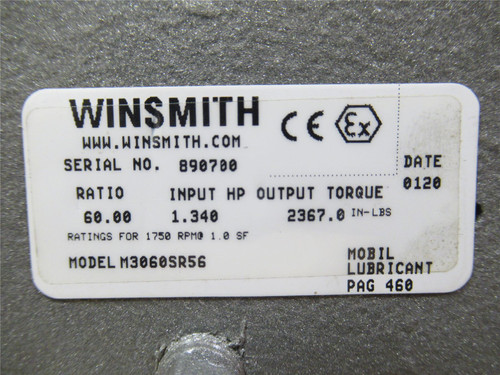 WINSMITH
CE Ex
WWW.WINSMITH.COM
SERIAL NO. 890700 DATE
0120
RATIO INPUT HP OUTPUT TORQUE
60.00 1.340 2367.0 IN-LBS
RATINGS FOR 1750 RPM@ 1.0 SF
MODEL M3060SR56 MOBIL
LUBRICANT
PAG 460